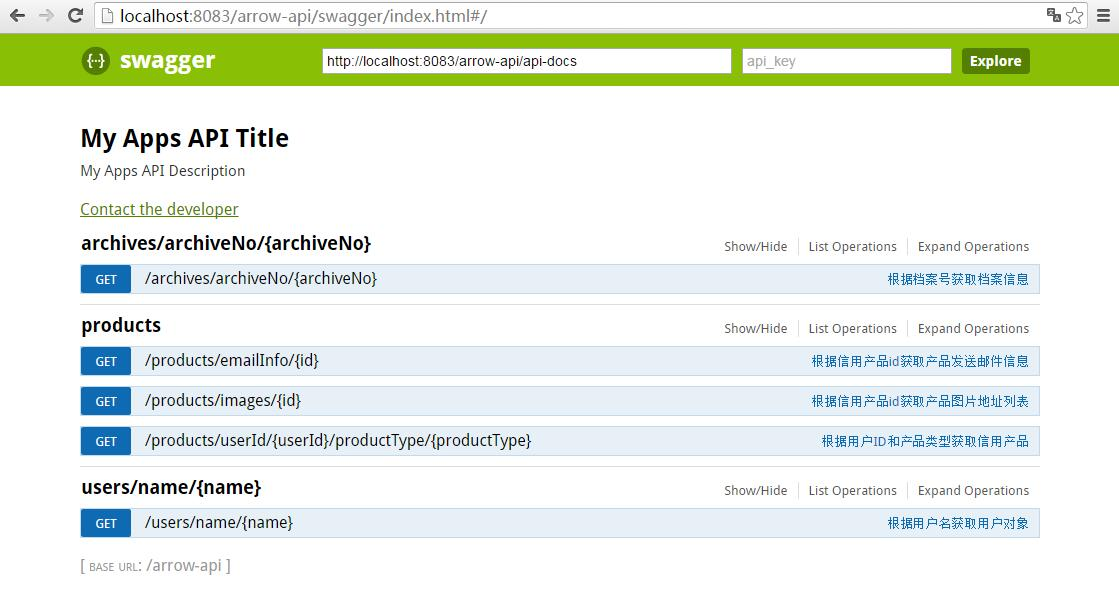 localhost:8083/arrow-api/swagger/index.html#/
{··} swagger http://localhost:8083/arrow-api/api-docs api_key Explore
My Apps API Title
My Apps API Description
Contact the developer
archives/archiveNo/{archiveNo} Show/Hide List Operations Expand Operations
GET /archives/archiveNo/{archiveNo} 根据档案号获取档案信息
products Show/Hide List Operations Expand Operations
GET /products/emailInfo/{id} 根据信用产品id获取产品发送邮件信息
GET /products/images/{id} 根据信用产品id获取产品图片地址列表
GET /products/userId/{userId}/productType/{productType} 根据用户ID和产品类型获取信用产品
users/name/{name} Show/Hide List Operations Expand Operations
GET /users/name/{name} 根据用户名获取用户对象
[ BASE URL: /arrow-api ]